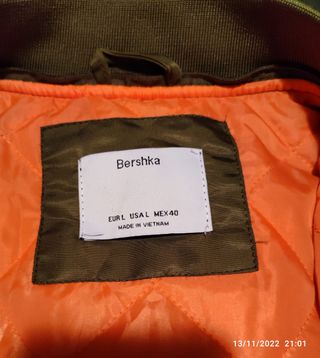 Bershka
EUR L USA L MEX 40
MADE IN VIETNAM
13/11/2022 21:01